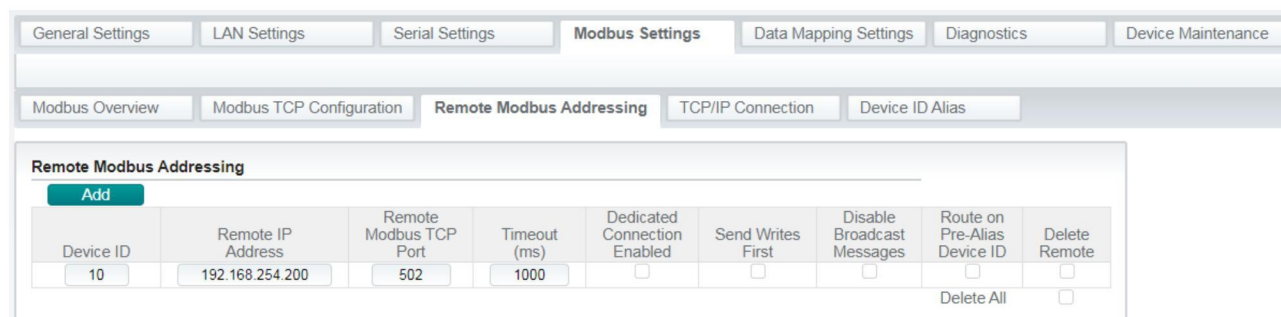 General Settings LAN Settings Serial Settings Modbus Settings Data Mapping Settings Diagnostics Device Maintenance
Modbus Overview Modbus TCP Configuration Remote Modbus Addressing TCP/IP Connection Device ID Alias
Remote Modbus Addressing
Add
Device ID Remote IP Address Remote Modbus TCP Port Timeout (ms) Dedicated Connection Enabled Send Writes First Disable Broadcast Messages Route on Pre-Alias Device ID Delete Remote
10 192.168.254.200 502 1000
Delete All